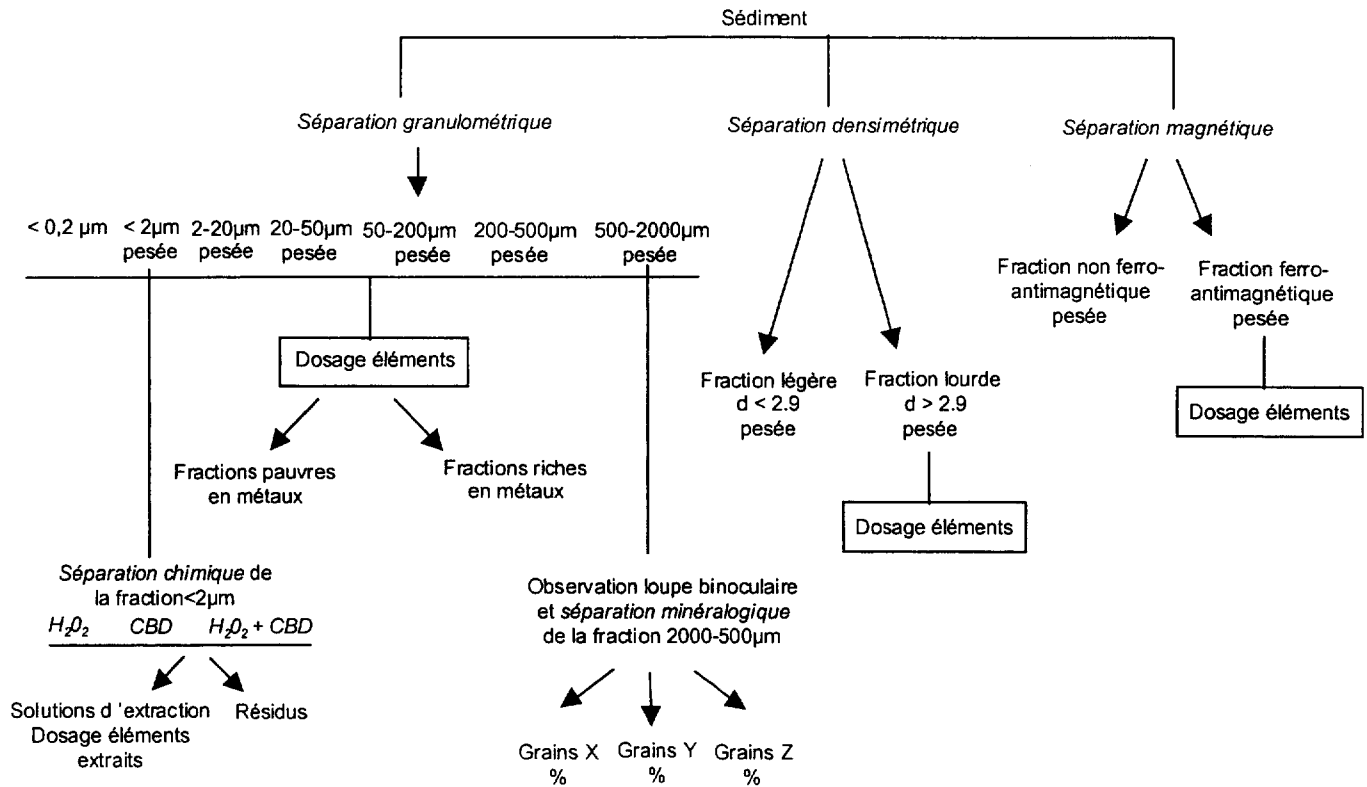 Sédiment
Séparation granulométrique
Séparation densimétrique
Séparation magnétique
< 0,2 µm < 2µm 2-20µm 20-50µm 50-200µm 200-500µm 500-2000µm
pesée pesée pesée pesée pesée pesée
Fraction non ferro-
antimagnétique
pesée
Fraction ferro-
antimagnétique
pesée
Dosage éléments
Fraction légère
d < 2.9
pesée
Fraction lourde
d > 2.9
pesée
Dosage éléments
Dosage éléments
Fractions pauvres
en métaux
Fractions riches
en métaux
Séparation chimique de
la fraction<2µm
H₂0₂ CBD H₂0₂ + CBD
Solutions d 'extraction
Dosage éléments
extraits
Résidus
Observation loupe binoculaire
et séparation minéralogique
de la fraction 2000-500µm
Grains X
%
Grains Y
%
Grains Z
%